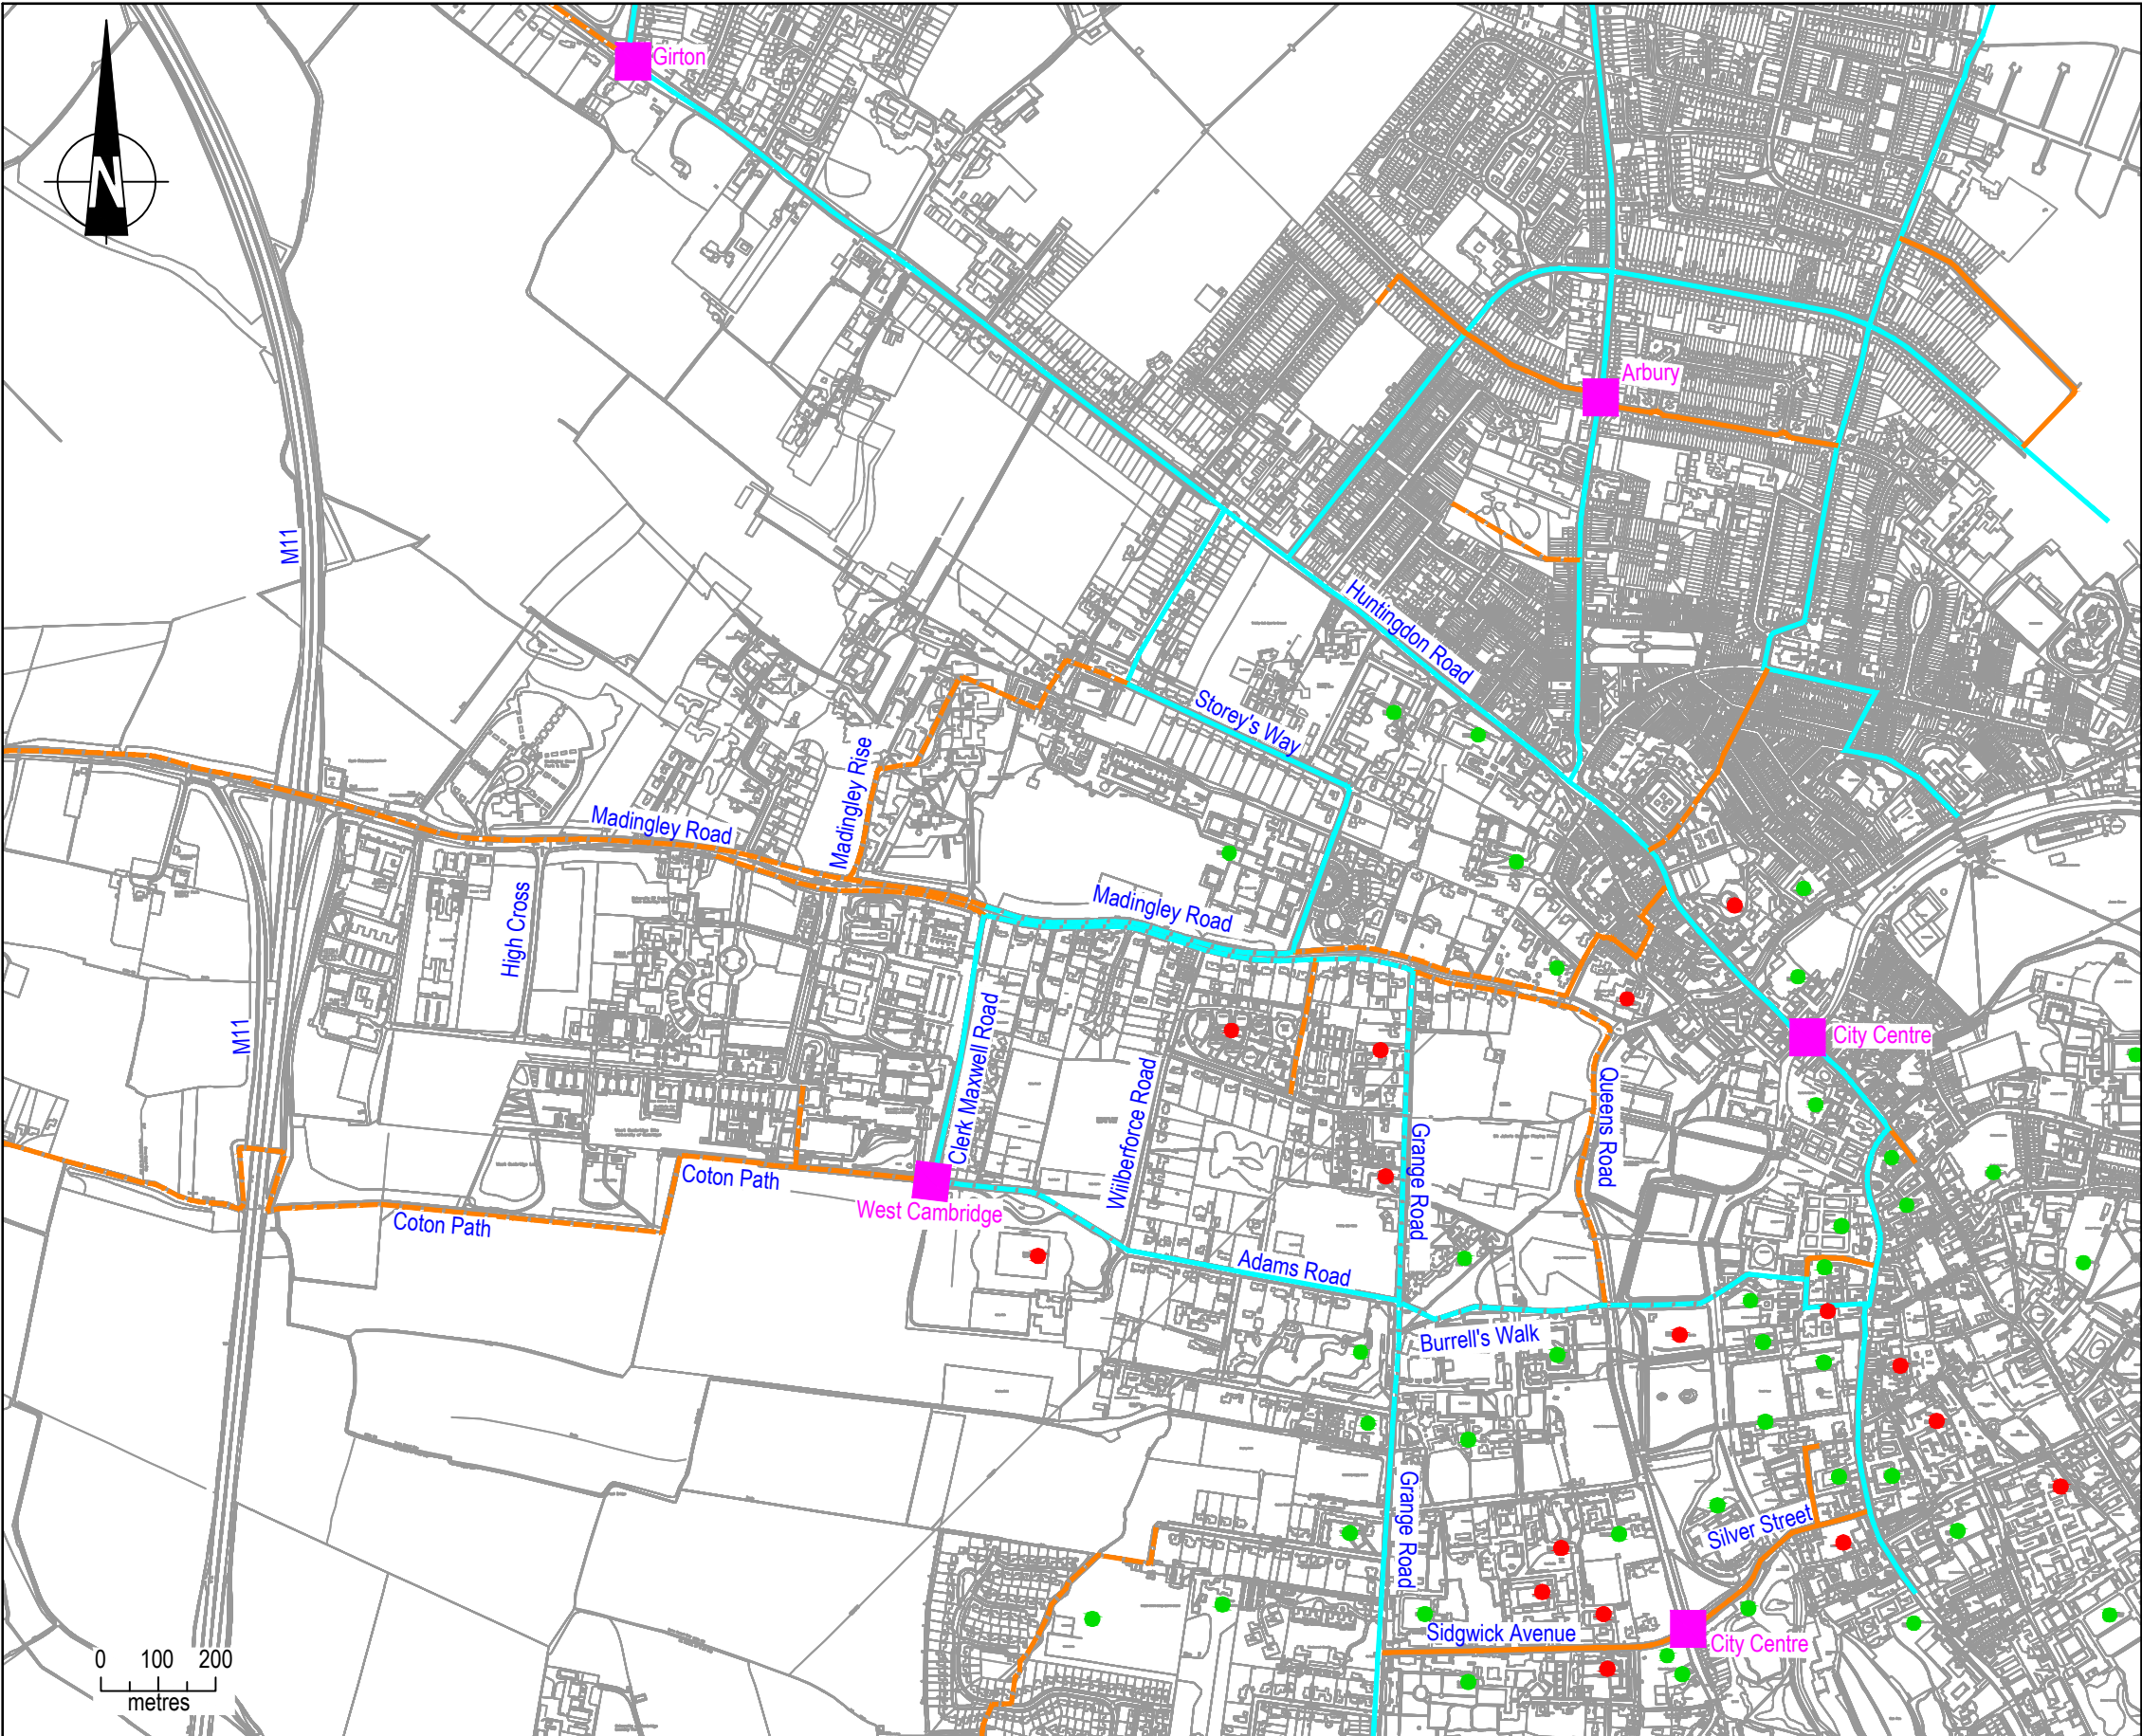 Girton
N
Arbury
M11
Huntingdon Road
Storey's Way
Madingley Rise
Madingley Road
Madingley Road
High Cross
M11
City Centre
Clerk Maxwell Road
Willberforce Road
Queens Road
Grange Road
Coton Path
West Cambridge
Coton Path
Adams Road
Burrell's Walk
Grange Road
Silver Street
Sidgwick Avenue
City Centre
0 100 200
metres